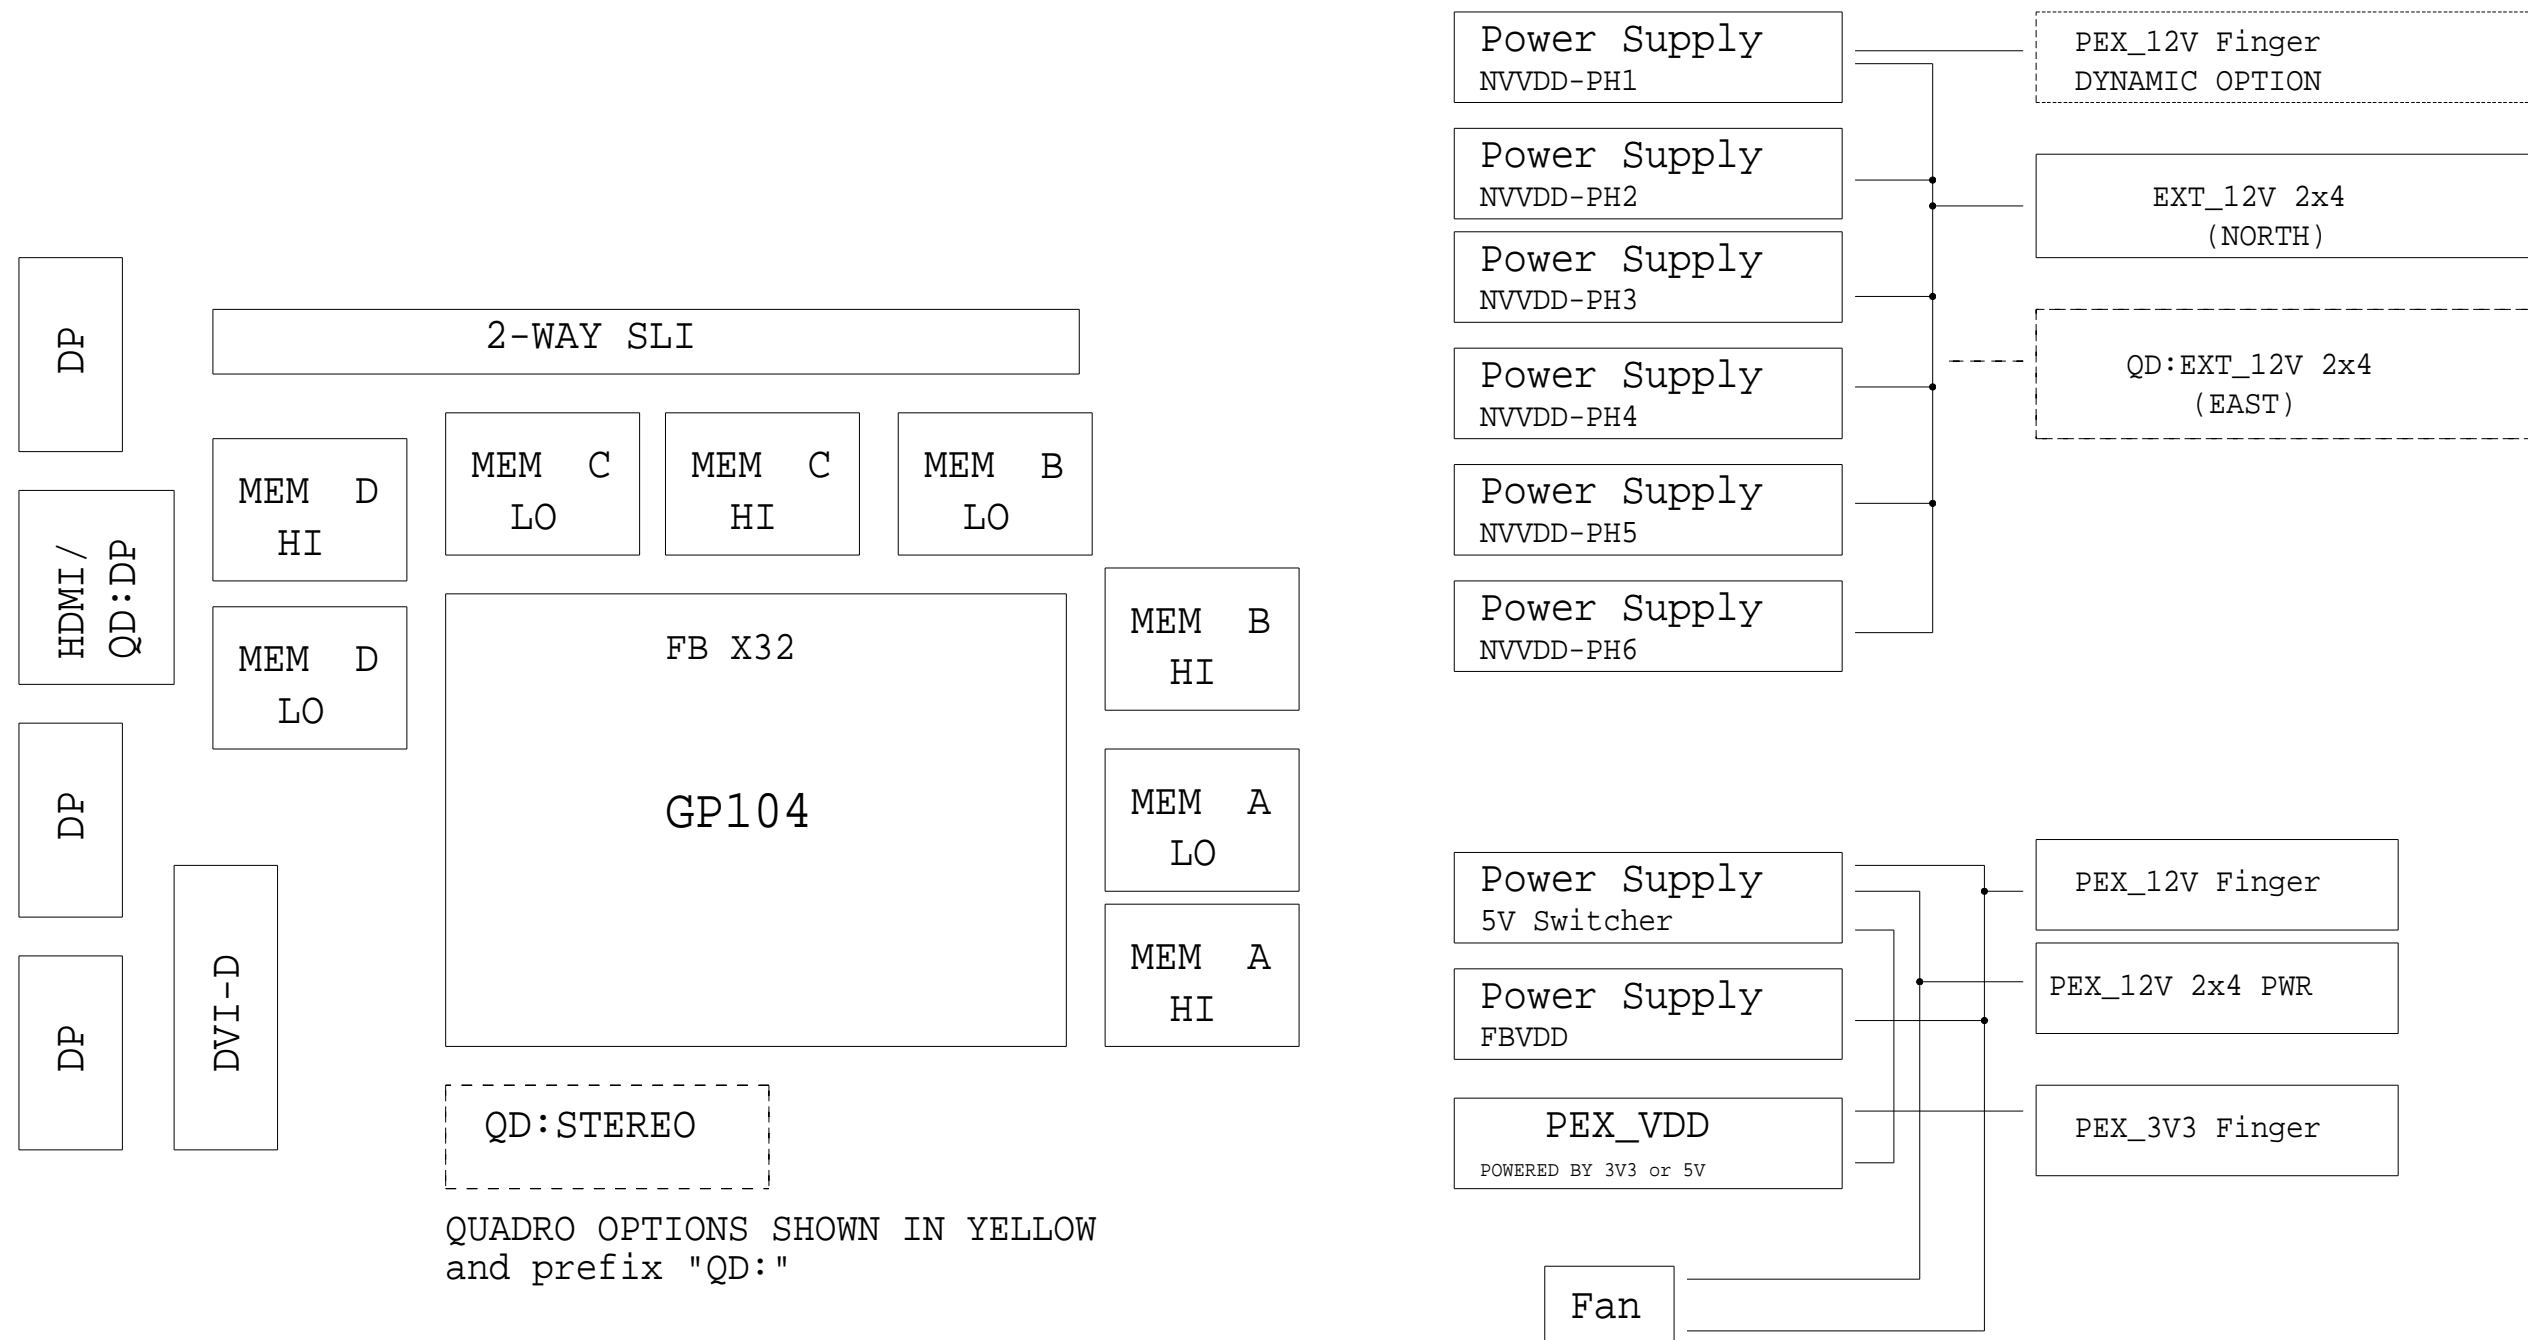 DP
HDMI/
QD:DP
DP
DP
DVI-D
2-WAY SLI
MEM D
HI
MEM D
LO
MEM C
LO
MEM C
HI
MEM B
LO
MEM B
HI
MEM A
LO
MEM A
HI
FB X32
GP104
QD:STEREO
QUADRO OPTIONS SHOWN IN YELLOW
and prefix "QD:"
Power Supply
NVVDD-PH1
Power Supply
NVVDD-PH2
Power Supply
NVVDD-PH3
Power Supply
NVVDD-PH4
Power Supply
NVVDD-PH5
Power Supply
NVVDD-PH6
PEX_12V Finger
DYNAMIC OPTION
EXT_12V 2x4
(NORTH)
QD:EXT_12V 2x4
(EAST)
Power Supply
5V Switcher
Power Supply
FBVDD
PEX_VDD
POWERED BY 3V3 or 5V
Fan
PEX_12V Finger
PEX_12V 2x4 PWR
PEX_3V3 Finger